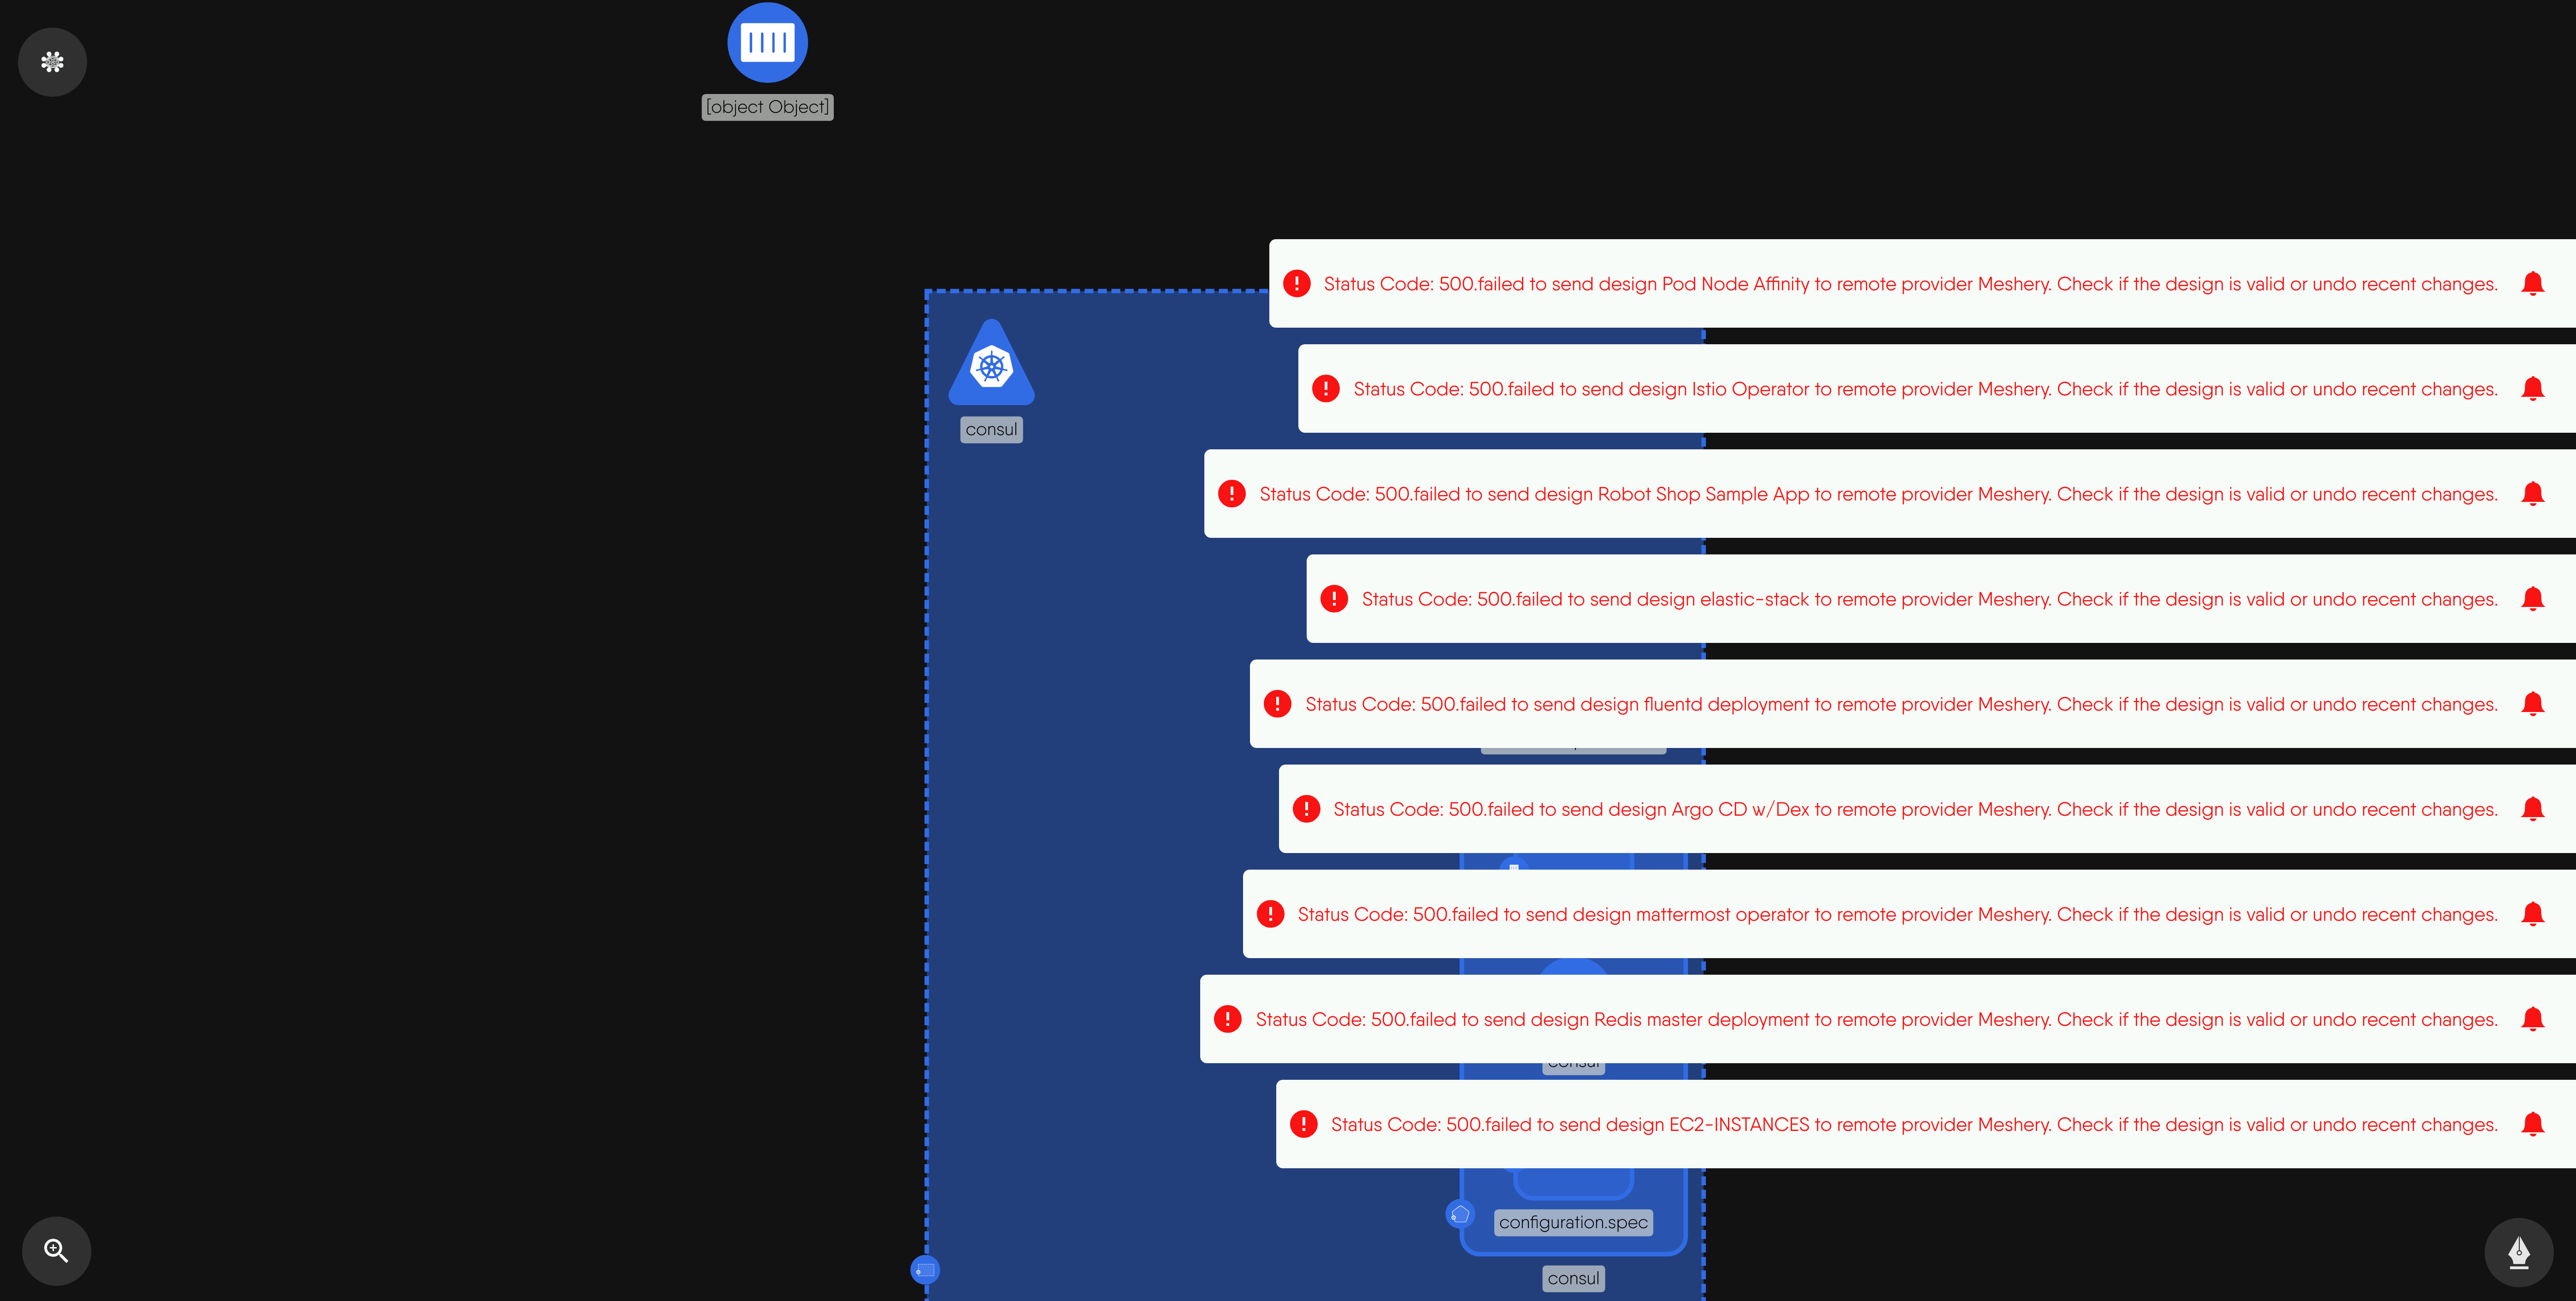 [object Object]
Status Code: 500.failed to send design Pod Node Affinity to remote provider Meshery. Check if the design is valid or undo recent changes.
Status Code: 500.failed to send design Istio Operator to remote provider Meshery. Check if the design is valid or undo recent changes.
consul
Status Code: 500.failed to send design Robot Shop Sample App to remote provider Meshery. Check if the design is valid or undo recent changes.
Status Code: 500.failed to send design elastic-stack to remote provider Meshery. Check if the design is valid or undo recent changes.
Status Code: 500.failed to send design fluentd deployment to remote provider Meshery. Check if the design is valid or undo recent changes.
Status Code: 500.failed to send design Argo CD w/Dex to remote provider Meshery. Check if the design is valid or undo recent changes.
Status Code: 500.failed to send design mattermost operator to remote provider Meshery. Check if the design is valid or undo recent changes.
Status Code: 500.failed to send design Redis master deployment to remote provider Meshery. Check if the design is valid or undo recent changes.
consul
Status Code: 500.failed to send design EC2-INSTANCES to remote provider Meshery. Check if the design is valid or undo recent changes.
configuration.spec
consul